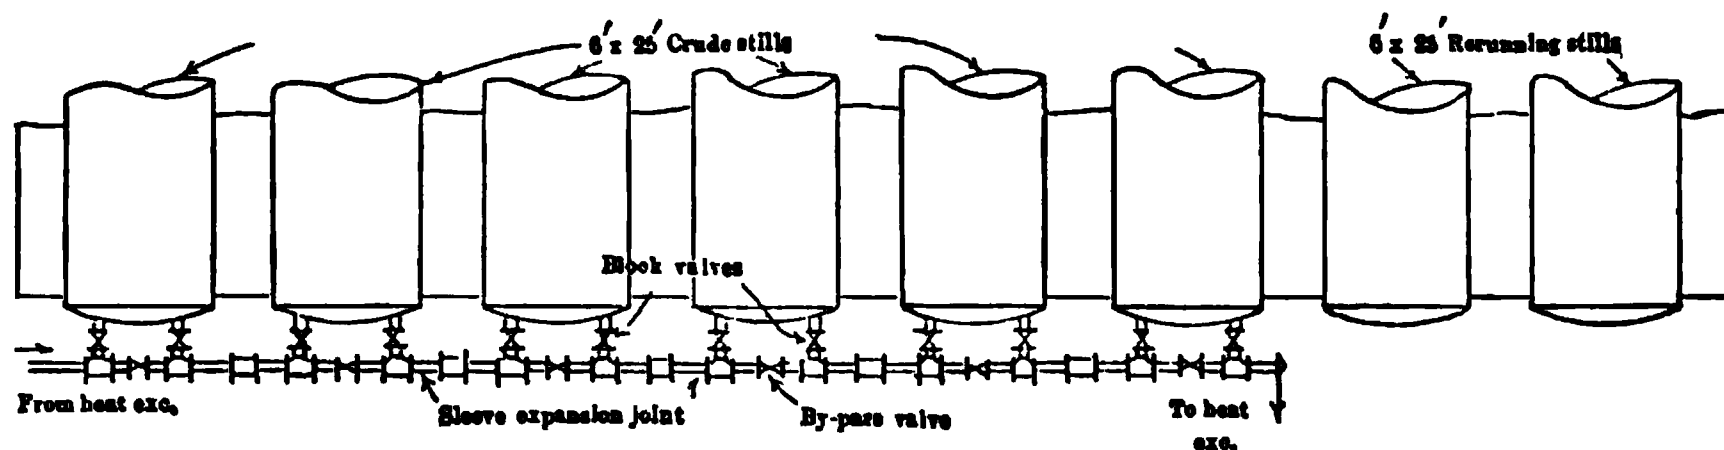 6' x 25' Crude stills
6' x 25' Rerunning stills
Block valves
From heat exc.
Sleeve expansion joint
By-pass valve
To heat
exc.